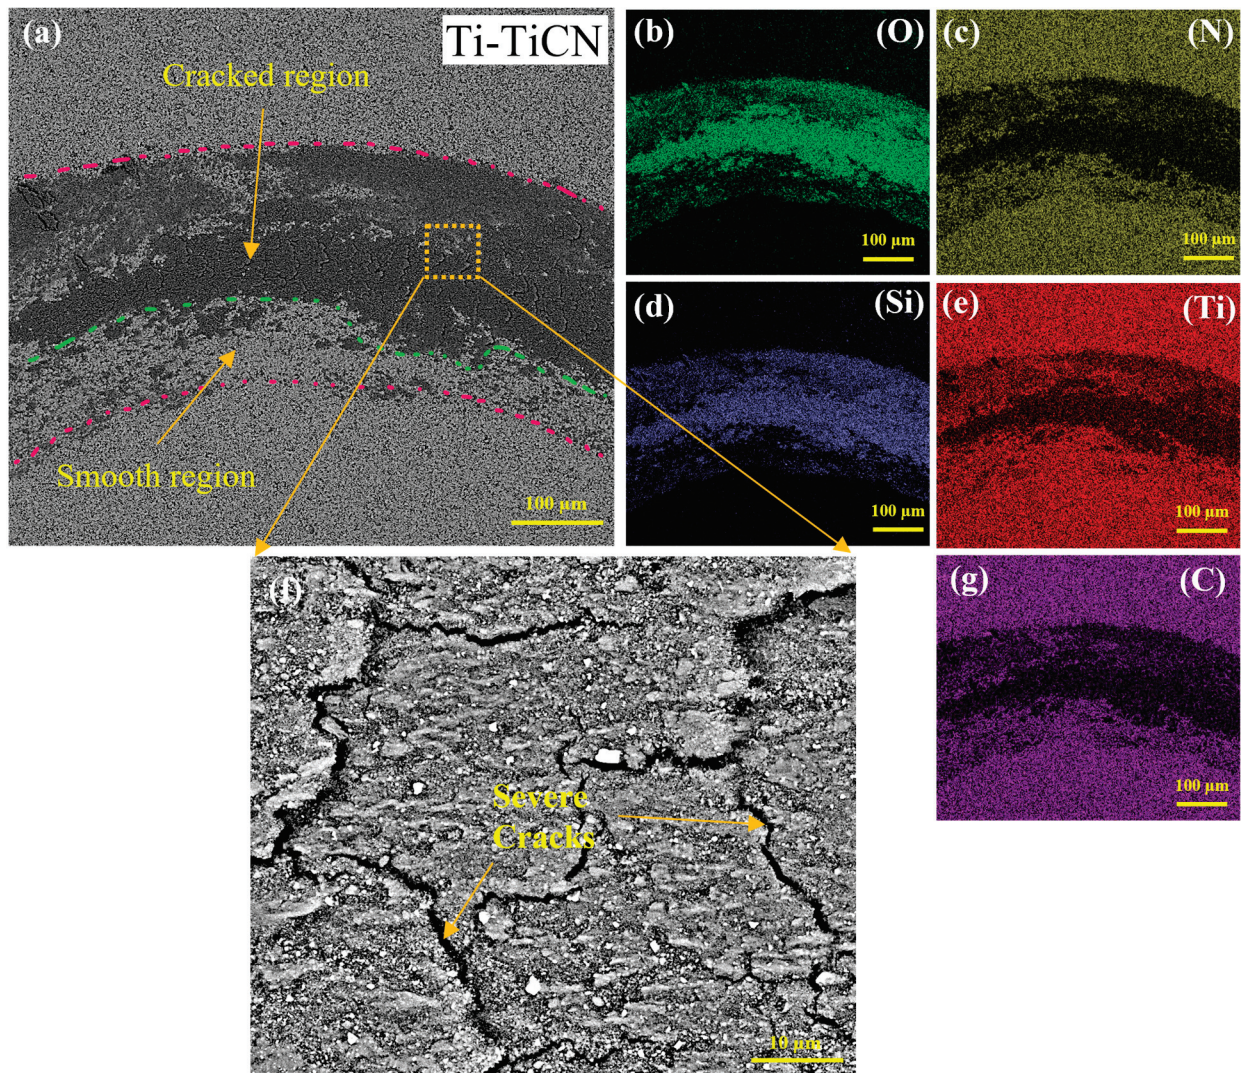 (a)
Ti-TiCN
Cracked region
Smooth region
100 µm
(b)
(O)
100 µm
(c)
(N)
100 µm
(d)
(Si)
100 µm
(e)
(Ti)
100 µm
(f)
Severe
Cracks
10 µm
(g)
(C)
100 µm